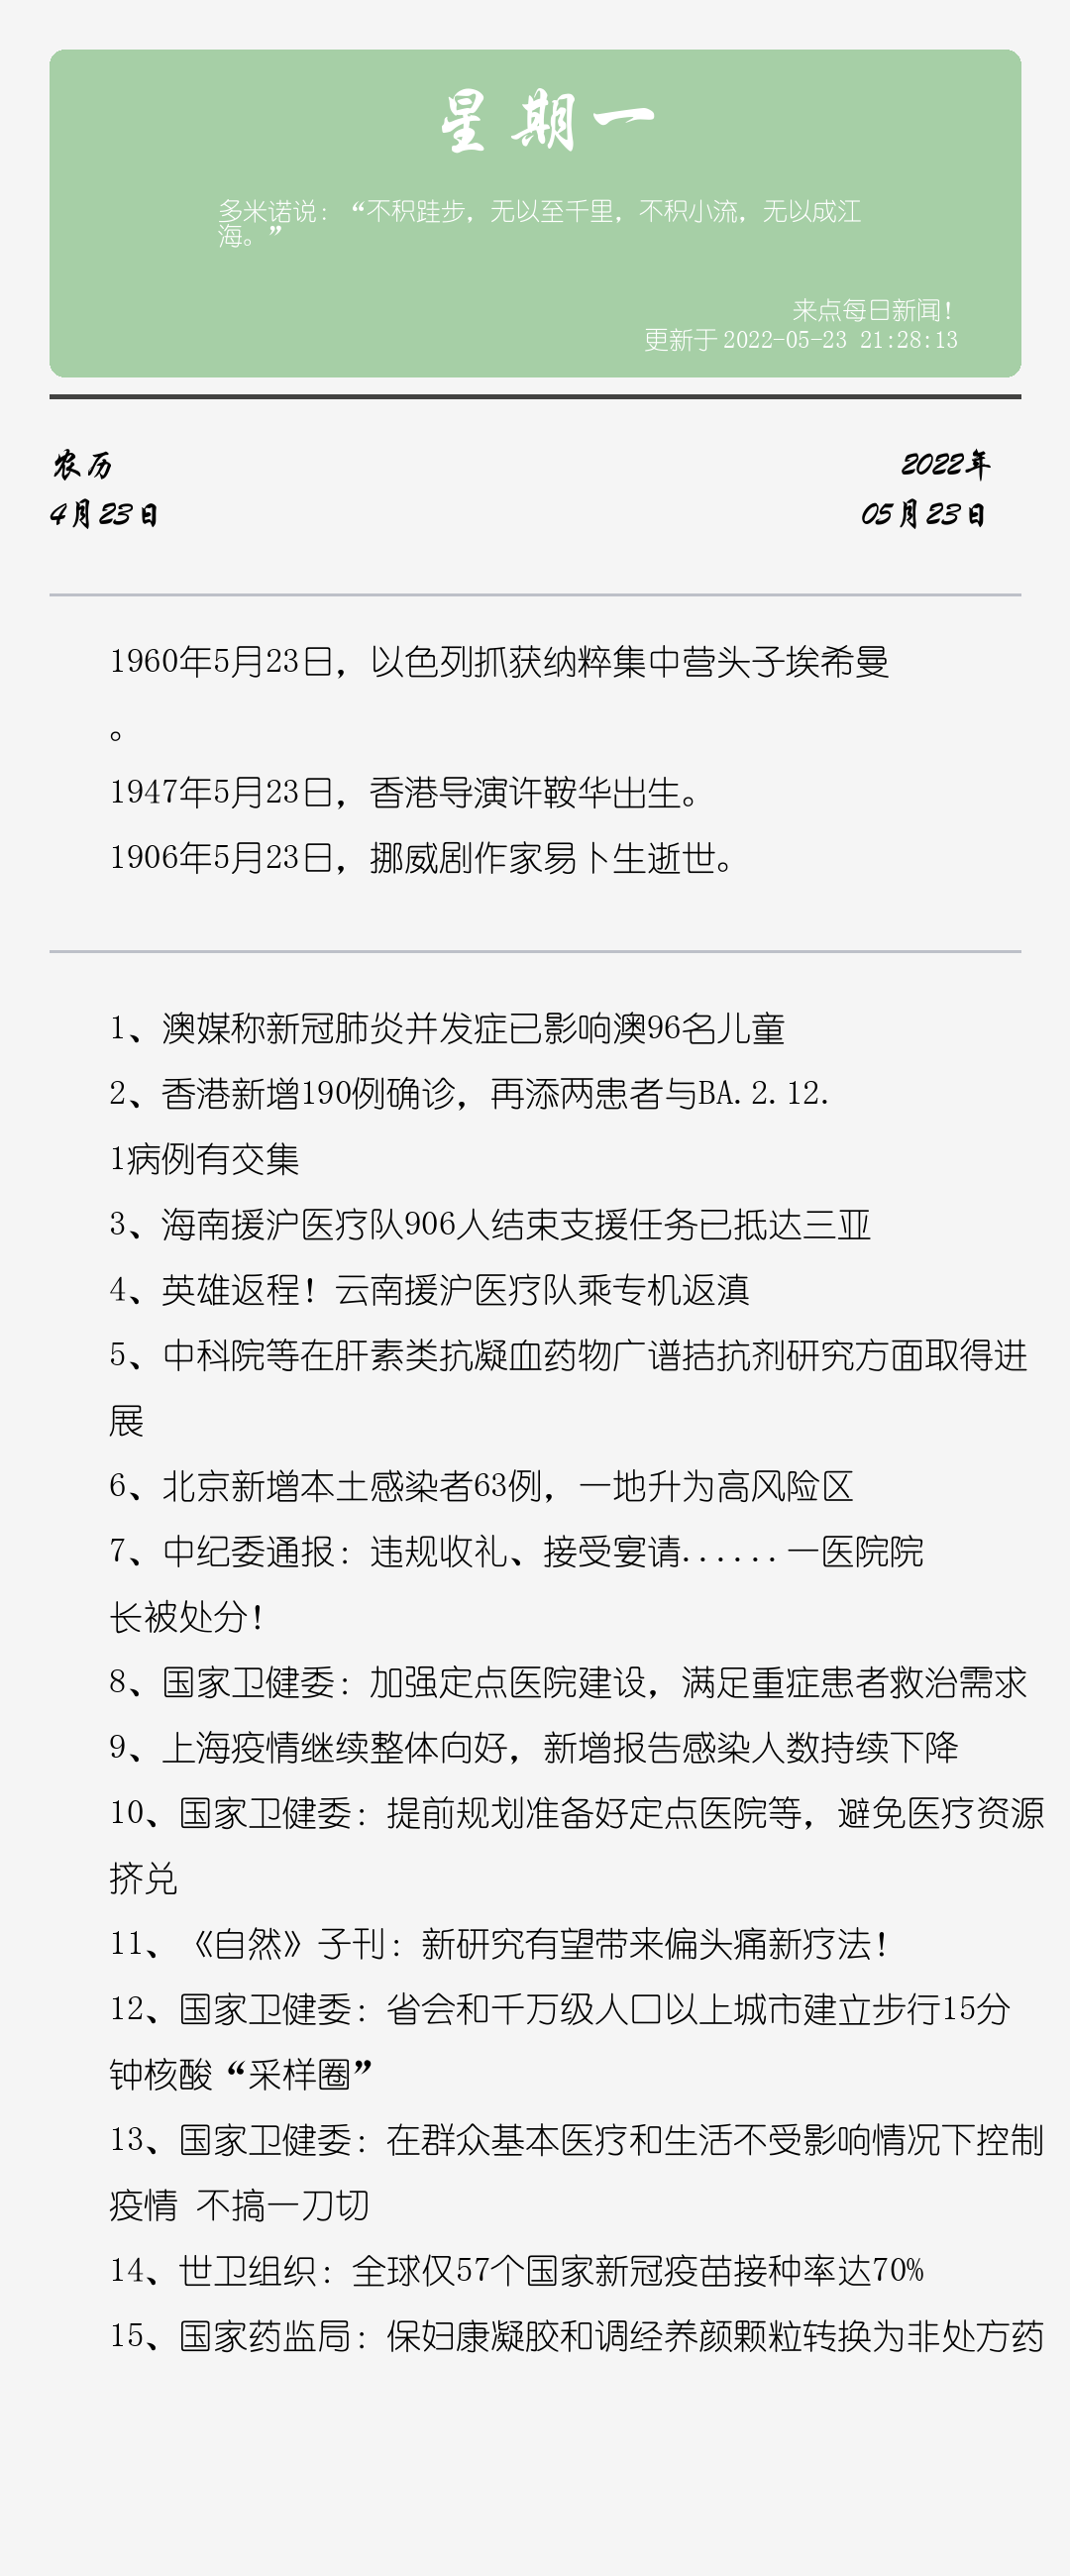 星期一
多米诺说：“不积跬步，无以至千里，不积小流，无以成江
海。”
来点每日新闻！
更新于 2022-05-23 21:28:13
农历
2022年
4月23日
05月23日
1960年5月23日，以色列抓获纳粹集中营头子埃希曼
。
1947年5月23日，香港导演许鞍华出生。
1906年5月23日，挪威剧作家易卜生逝世。
1、澳媒称新冠肺炎并发症已影响澳96名儿童
2、香港新增190例确诊，再添两患者与BA.2.12.
1病例有交集
3、海南援沪医疗队906人结束支援任务已抵达三亚
4、英雄返程！云南援沪医疗队乘专机返滇
5、中科院等在肝素类抗凝血药物广谱拮抗剂研究方面取得进
展
6、北京新增本土感染者63例，一地升为高风险区
7、中纪委通报：违规收礼、接受宴请......一医院院
长被处分！
8、国家卫健委：加强定点医院建设，满足重症患者救治需求
9、上海疫情继续整体向好，新增报告感染人数持续下降
10、国家卫健委：提前规划准备好定点医院等，避免医疗资源
挤兑
11、《自然》子刊：新研究有望带来偏头痛新疗法！
12、国家卫健委：省会和千万级人口以上城市建立步行15分
钟核酸“采样圈”
13、国家卫健委：在群众基本医疗和生活不受影响情况下控制
疫情 不搞一刀切
14、世卫组织：全球仅57个国家新冠疫苗接种率达70%
15、国家药监局：保妇康凝胶和调经养颜颗粒转换为非处方药